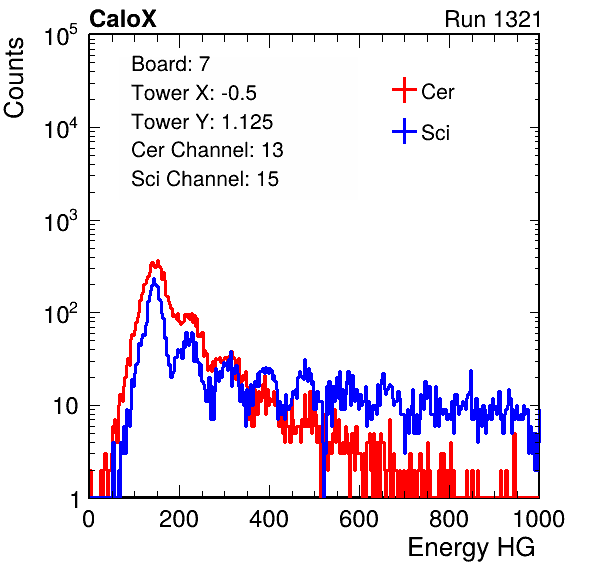 CaloX
Run 1321
Counts
10^5
10^4
10^3
10^2
10
1
Board: 7
Tower X: -0.5
Tower Y: 1.125
Cer Channel: 13
Sci Channel: 15
Cer
Sci
0 200 400 600 800 1000
Energy HG